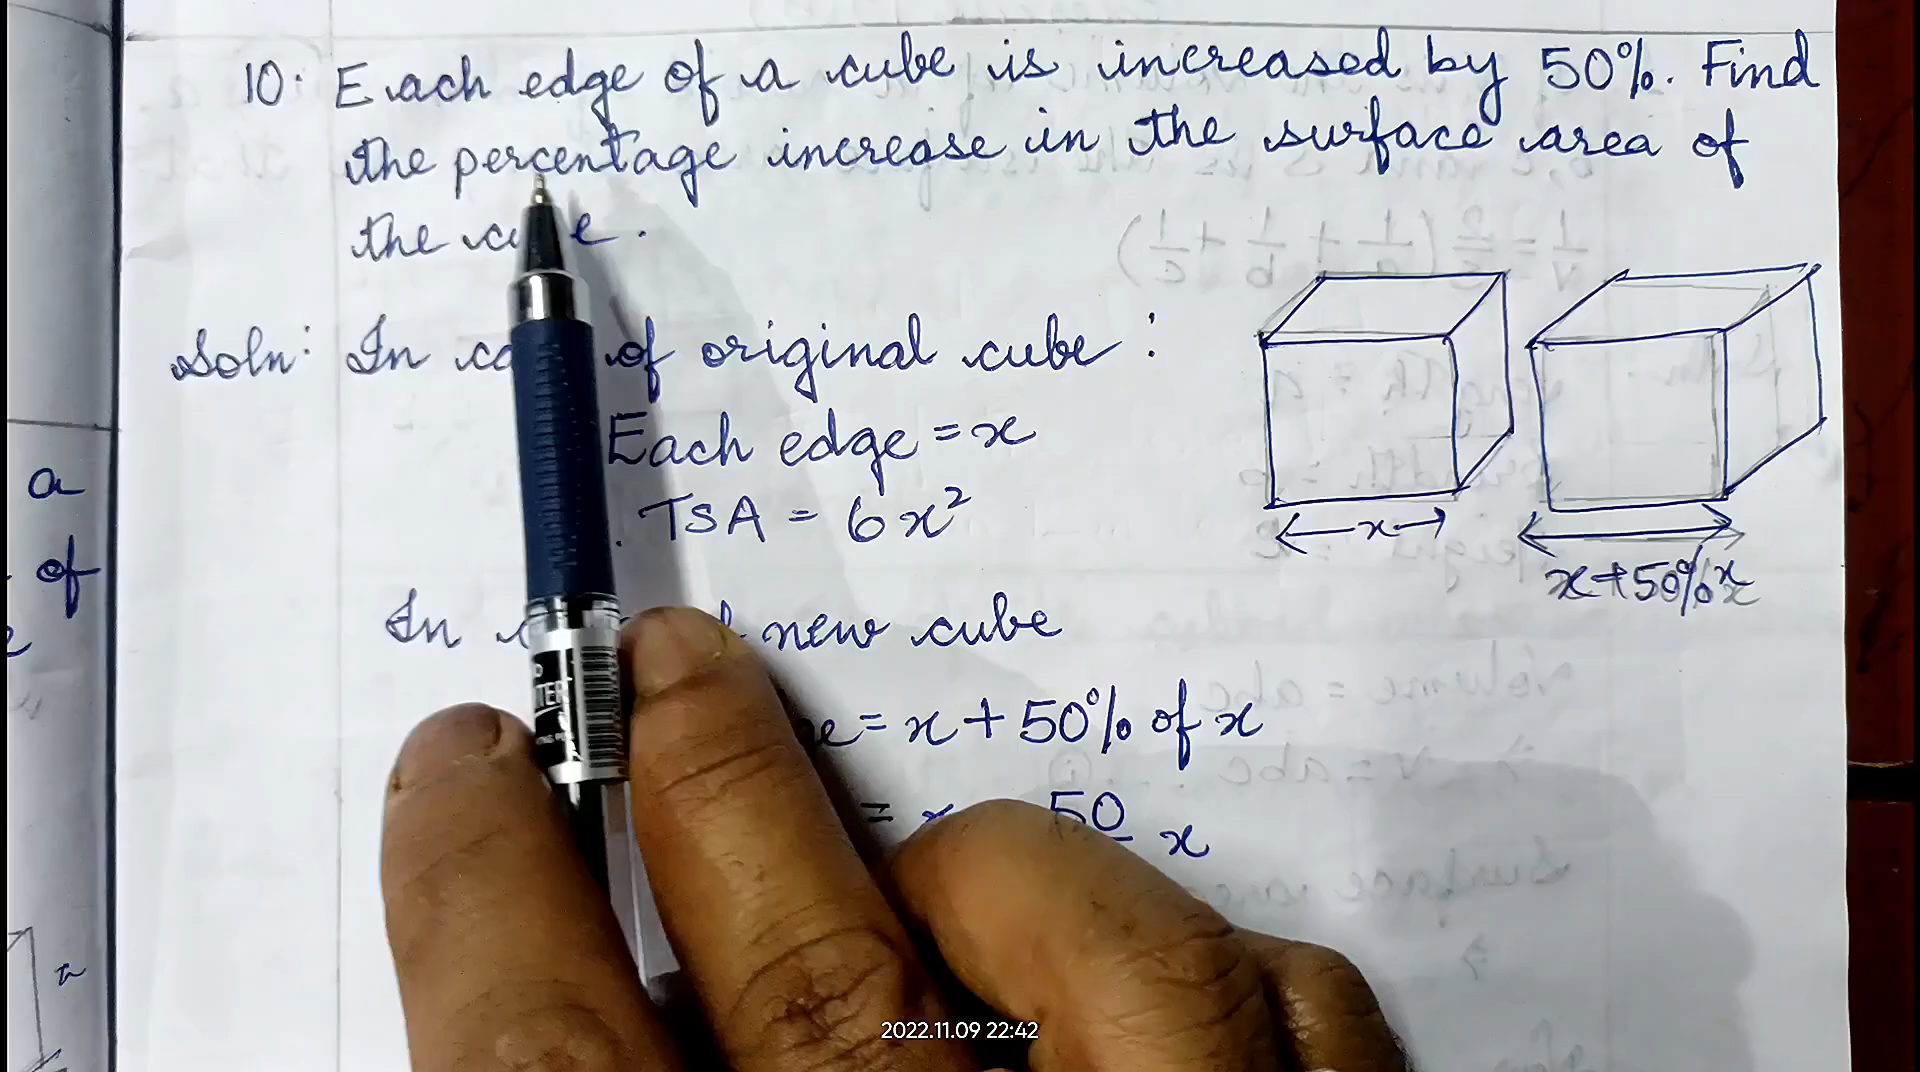 10. Each edge of a cube is increased by 50%. Find
the percentage increase in the surface area of
the
Soln: In of original cube :
Each edge = x
TSA = 6x²
In new cube
= x + 50% of x
= 50 x
x
x+50%x
a
of
2022.11.09 22:42